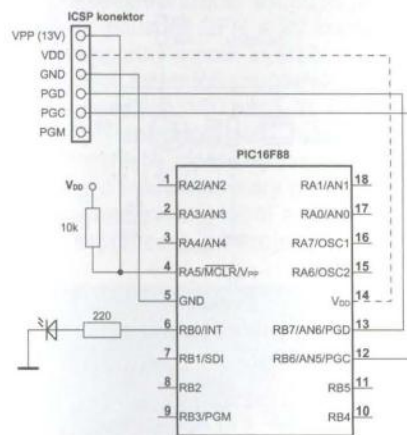 ICSP konektor
VPP (13V)
VDD
GND
PGD
PGC
PGM
PIC16F88
VDD
10k
220
1 RA2/AN2
2 RA3/AN3
3 RA4/AN4
4 RA5/MCLR/VPP
5 GND
6 RB0/INT
7 RB1/SDI
8 RB2
9 RB3/PGM
RA1/AN1 18
RA0/AN0 17
RA7/OSC1 16
RA6/OSC2 15
VDD 14
RB7/AN6/PGD 13
RB6/AN5/PGC 12
RB5 11
RB4 10